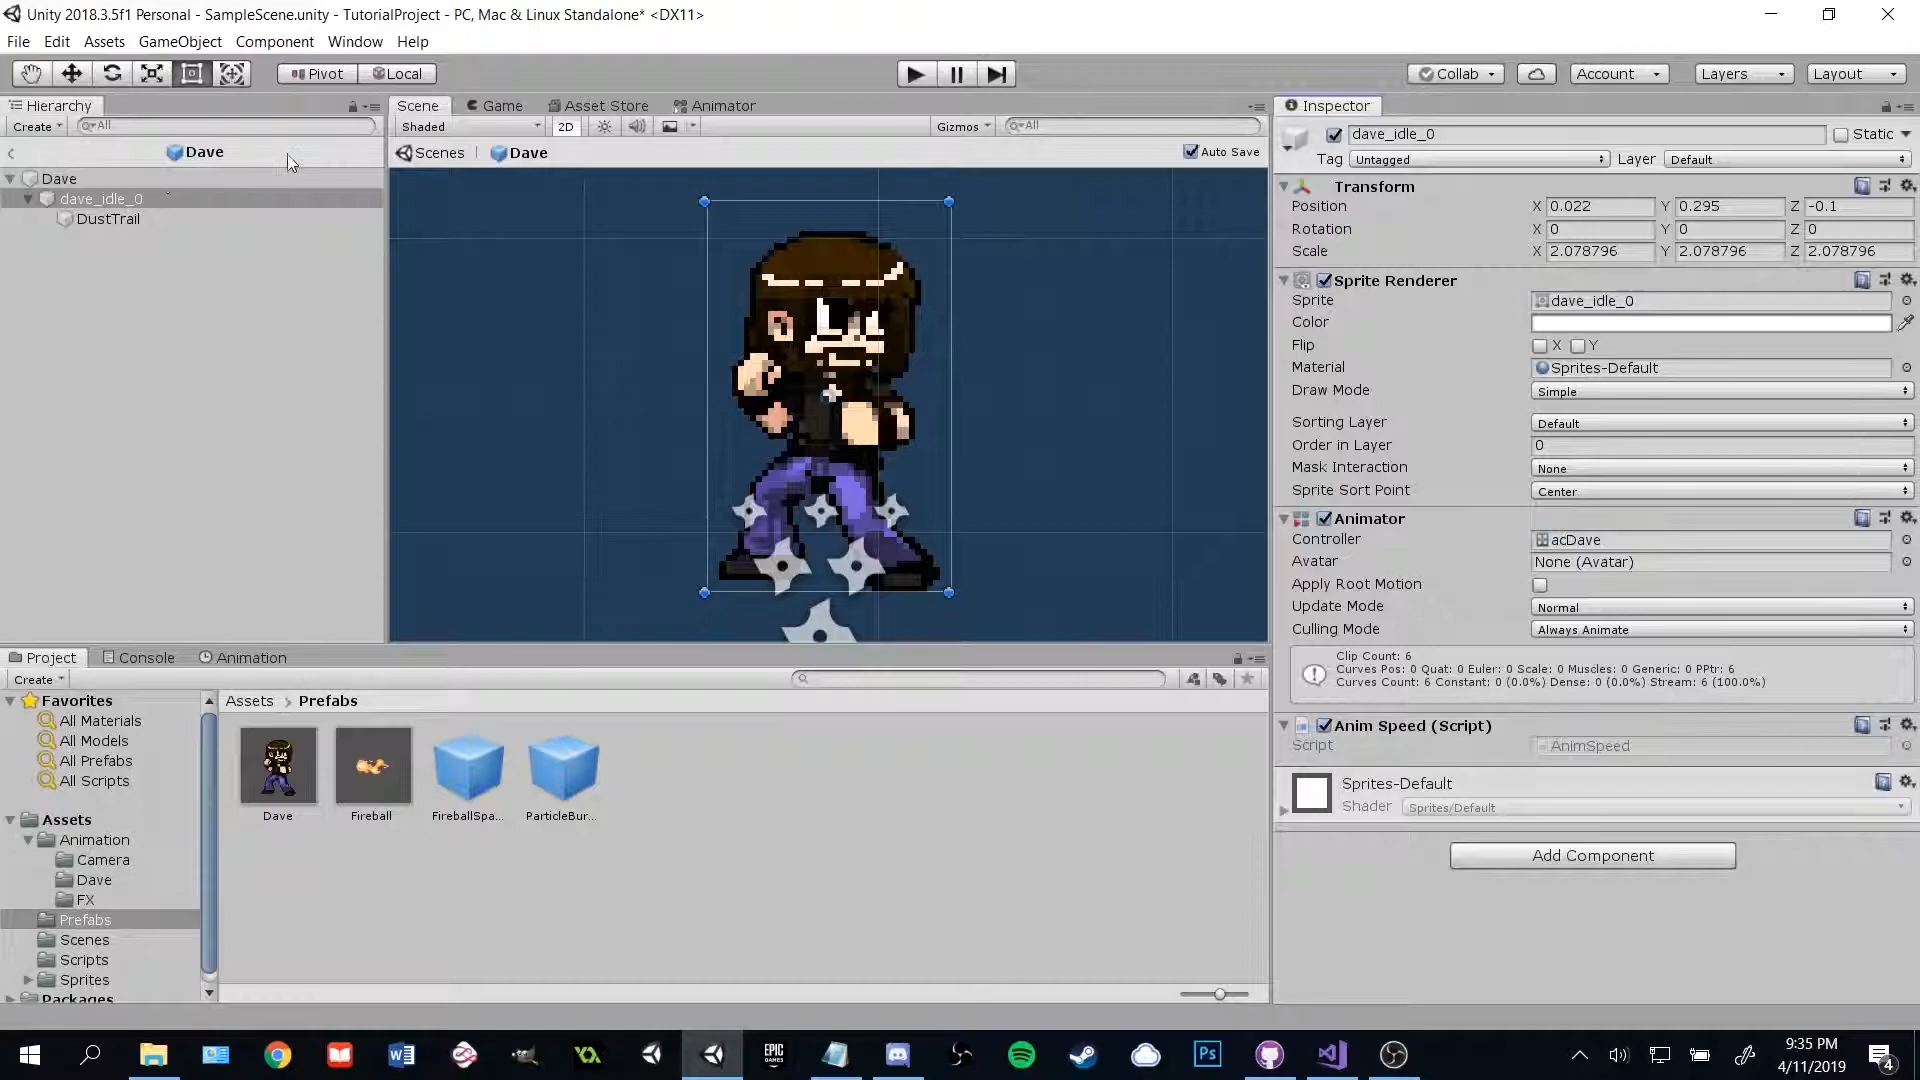 Unity 2018.3.5f1 Personal - SampleScene.unity - TutorialProject - PC, Mac & Linux Standalone* <DX11>
File Edit Assets GameObject Component Window Help
Pivot Local Collab Account Layers Layout
Hierarchy Scene Game Asset Store Animator Inspector
Create All Shaded 2D Gizmos All
Dave Scenes Dave Auto Save
Dave
dave_idle_0
DustTrail
dave_idle_0 Static
Tag Untagged Layer Default
Transform
Position X 0.022 Y 0.295 Z -0.1
Rotation X 0 Y 0 Z 0
Scale X 2.078796 Y 2.078796 Z 2.078796
Sprite Renderer
Sprite dave_idle_0
Color
Flip X Y
Material Sprites-Default
Draw Mode Simple
Sorting Layer Default
Order in Layer 0
Mask Interaction None
Sprite Sort Point Center
Animator
Controller acDave
Avatar None (Avatar)
Apply Root Motion
Update Mode Normal
Culling Mode Always Animate
Clip Count: 6
Curves Pos: 0 Quat: 0 Euler: 0 Scale: 0 Muscles: 0 Generic: 0 PPtr: 6
Curves Count: 6 Constant: 0 (0.0%) Dense: 0 (0.0%) Stream: 6 (100.0%)
Anim Speed (Script)
Script AnimSpeed
Sprites-Default
Shader Sprites/Default
Add Component
Project Console Animation
Create
Favorites
All Materials
All Models
All Prefabs
All Scripts
Assets
Animation
Camera
Dave
FX
Prefabs
Scenes
Scripts
Sprites
Packages
Assets > Prefabs
Dave Fireball FireballSpa... ParticleBur...
EPIC GAMES
W
Ps
9:35 PM
4/11/2019
4